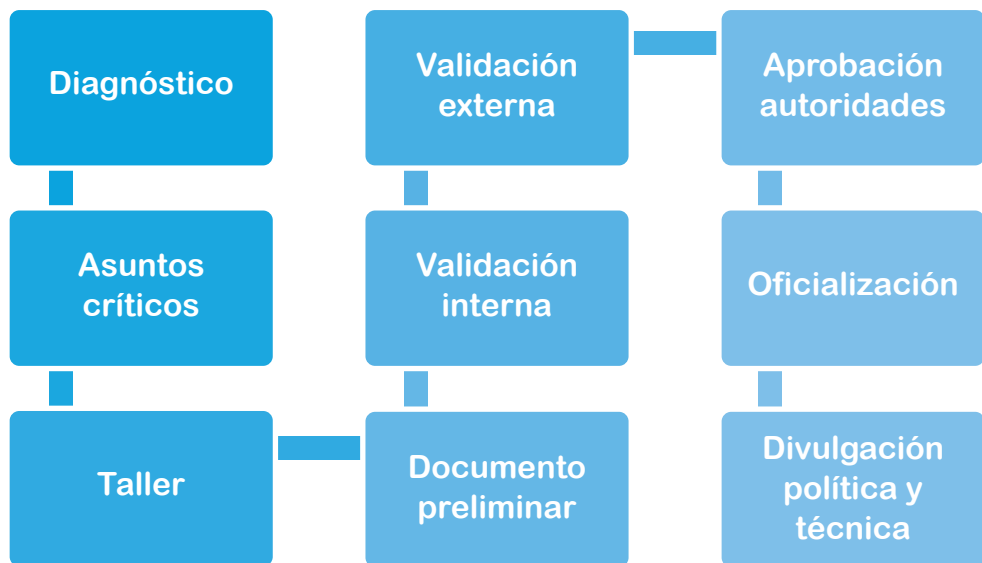 Diagnóstico
Asuntos
críticos
Taller
Documento
preliminar
Validación
interna
Validación
externa
Aprobación
autoridades
Oficialización
Divulgación
política y
técnica